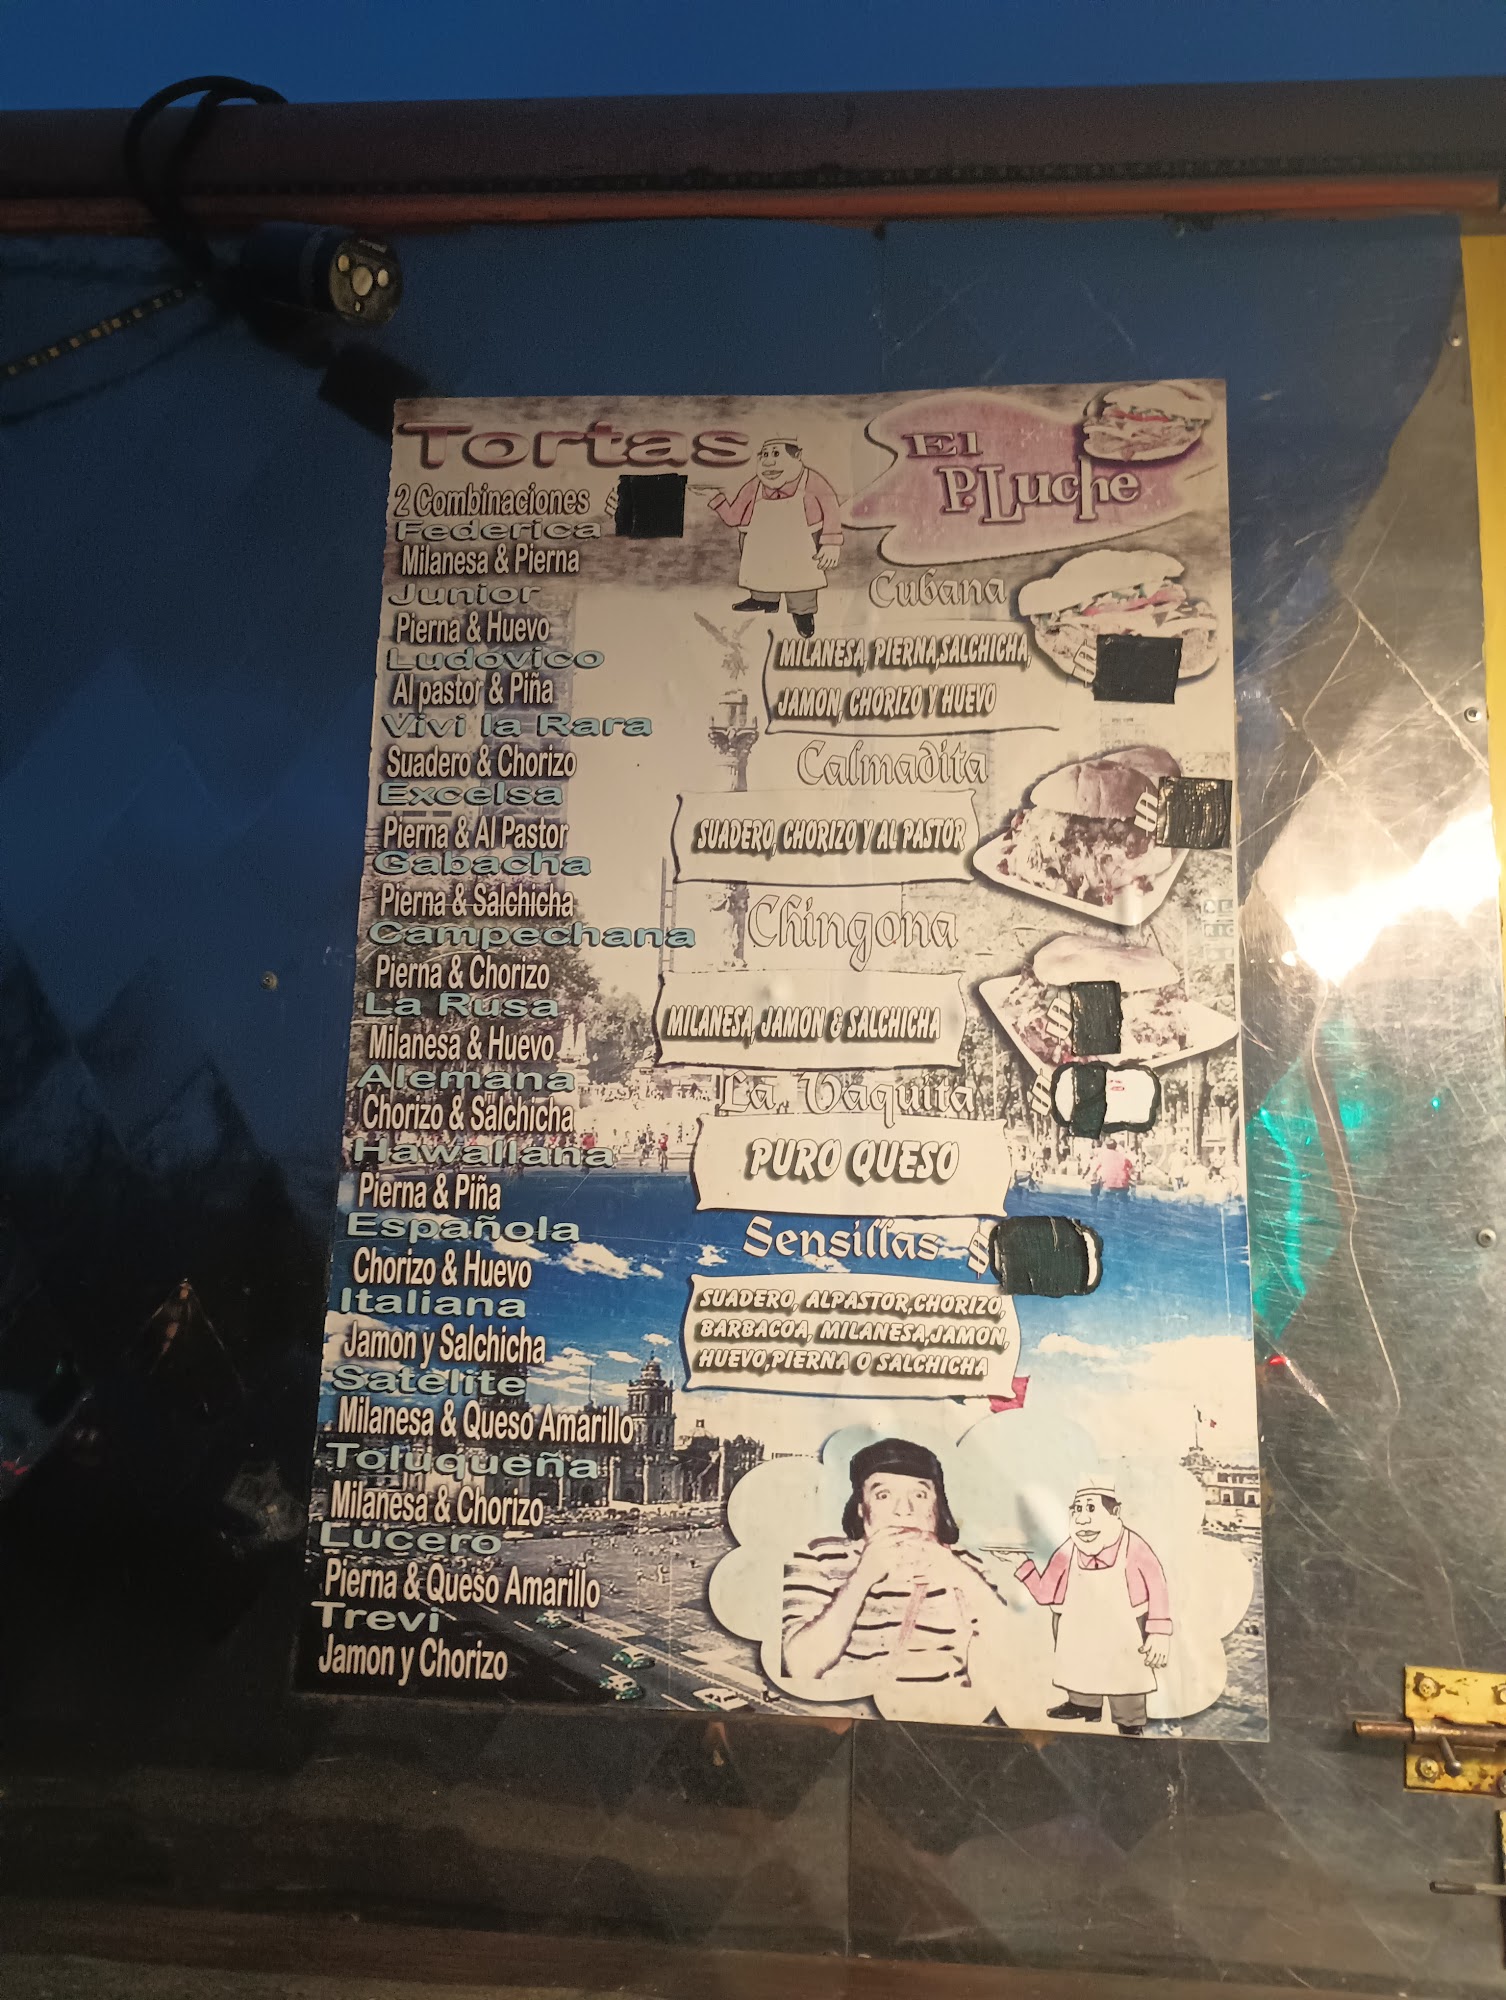 Tortas
2 Combinaciones
Federica
Milanesa & Pierna
Junior
Pierna & Huevo
Ludovico
Al pastor & Piña
Vivi la Rara
Suadero & Chorizo
Excelsa
Pierna & Al Pastor
Gabacha
Pierna & Salchicha
Campechana
Pierna & Chorizo
La Rusa
Milanesa & Huevo
Alemana
Chorizo & Salchicha
Hawallana
Pierna & Piña
Española
Chorizo & Huevo
Italiana
Jamon y Salchicha
Satelite
Milanesa & Queso Amarillo
Toluqueña
Milanesa & Chorizo
Lucero
Pierna & Queso Amarillo
Trevi
Jamon y Chorizo
El
P.Luche
Cubana
MILANESA, PIERNA,SALCHICHA,
JAMON, CHORIZO Y HUEVO
Calmadita
SUADERO, CHORIZO Y AL PASTOR
Chingona
MILANESA, JAMON & SALCHICHA
La Vaquita
PURO QUESO
Sensillas
SUADERO, ALPASTOR,CHORIZO,
BARBACOA, MILANESA,JAMON,
HUEVO,PIERNA O SALCHICHA